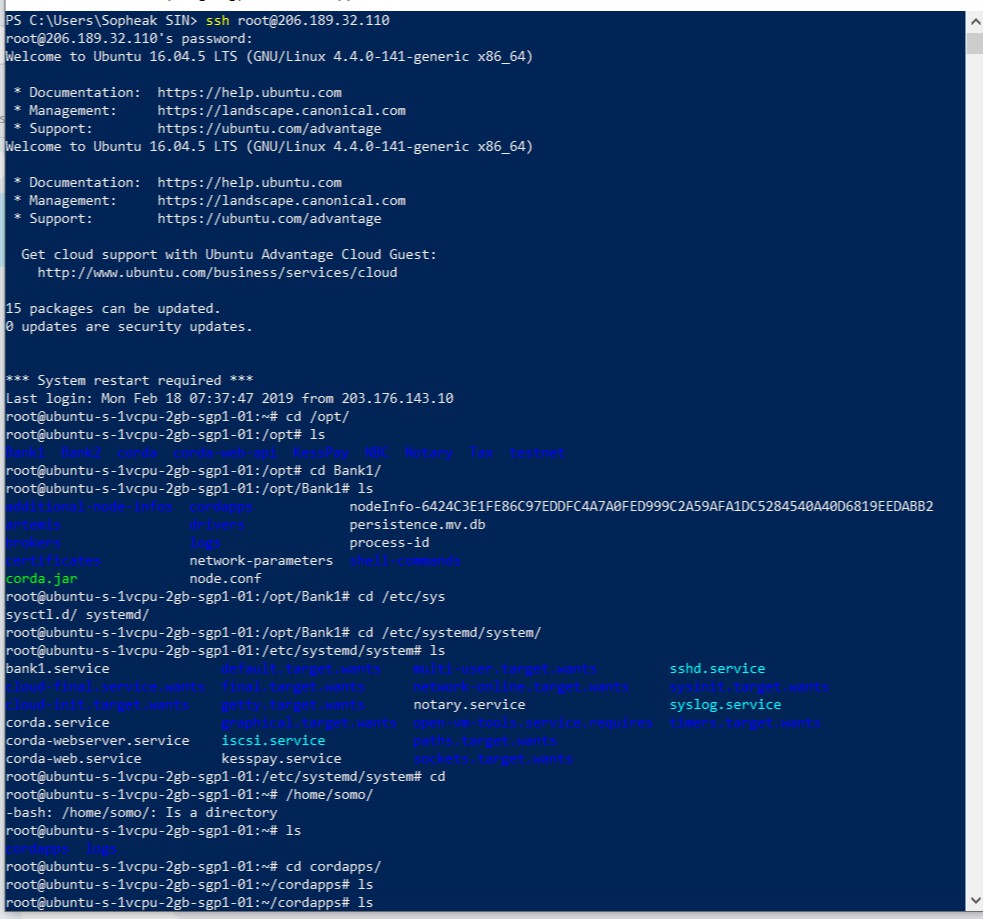 PS C:\Users\Sopheak SIN> ssh root@206.189.32.110
root@206.189.32.110's password:
Welcome to Ubuntu 16.04.5 LTS (GNU/Linux 4.4.0-141-generic x86_64)
* Documentation: https://help.ubuntu.com
* Management: https://landscape.canonical.com
* Support: https://ubuntu.com/advantage
Welcome to Ubuntu 16.04.5 LTS (GNU/Linux 4.4.0-141-generic x86_64)
* Documentation: https://help.ubuntu.com
* Management: https://landscape.canonical.com
* Support: https://ubuntu.com/advantage
Get cloud support with Ubuntu Advantage Cloud Guest:
http://www.ubuntu.com/business/services/cloud
15 packages can be updated.
0 updates are security updates.
*** System restart required ***
Last login: Mon Feb 18 07:37:47 2019 from 203.176.143.10
root@ubuntu-s-1vcpu-2gb-sgp1-01:~# cd /opt/
root@ubuntu-s-1vcpu-2gb-sgp1-01:/opt# ls
Bank1 Bank2 corda corda-web-api KessPay NBC Notary Tax testnet
root@ubuntu-s-1vcpu-2gb-sgp1-01:/opt# cd Bank1/
root@ubuntu-s-1vcpu-2gb-sgp1-01:/opt/Bank1# ls
additional-node-infos cordapps nodeInfo-6424C3E1FE86C97EDDFC4A7A0FED999C2A59AFA1DC5284540A40D6819EEDABB2
artemis drivers persistence.mv.db
brokers logs process-id
certificates network-parameters shell-commands
corda.jar node.conf
root@ubuntu-s-1vcpu-2gb-sgp1-01:/opt/Bank1# cd /etc/sys
sysctl.d/ systemd/
root@ubuntu-s-1vcpu-2gb-sgp1-01:/opt/Bank1# cd /etc/systemd/system/
root@ubuntu-s-1vcpu-2gb-sgp1-01:/etc/systemd/system# ls
bank1.service default.target.wants multi-user.target.wants sshd.service
cloud-final.service.wants final.target.wants network-online.target.wants sysinit.target.wants
cloud-init.target.wants getty.target.wants notary.service syslog.service
corda.service graphical.target.wants open-vm-tools.service.requires timers.target.wants
corda-webserver.service iscsi.service paths.target.wants
corda-web.service kesspay.service sockets.target.wants
root@ubuntu-s-1vcpu-2gb-sgp1-01:/etc/systemd/system# cd
root@ubuntu-s-1vcpu-2gb-sgp1-01:~# /home/somo/
-bash: /home/somo/: Is a directory
root@ubuntu-s-1vcpu-2gb-sgp1-01:~# ls
cordapps logs
root@ubuntu-s-1vcpu-2gb-sgp1-01:~# cd cordapps/
root@ubuntu-s-1vcpu-2gb-sgp1-01:~/cordapps# ls
root@ubuntu-s-1vcpu-2gb-sgp1-01:~/cordapps# ls